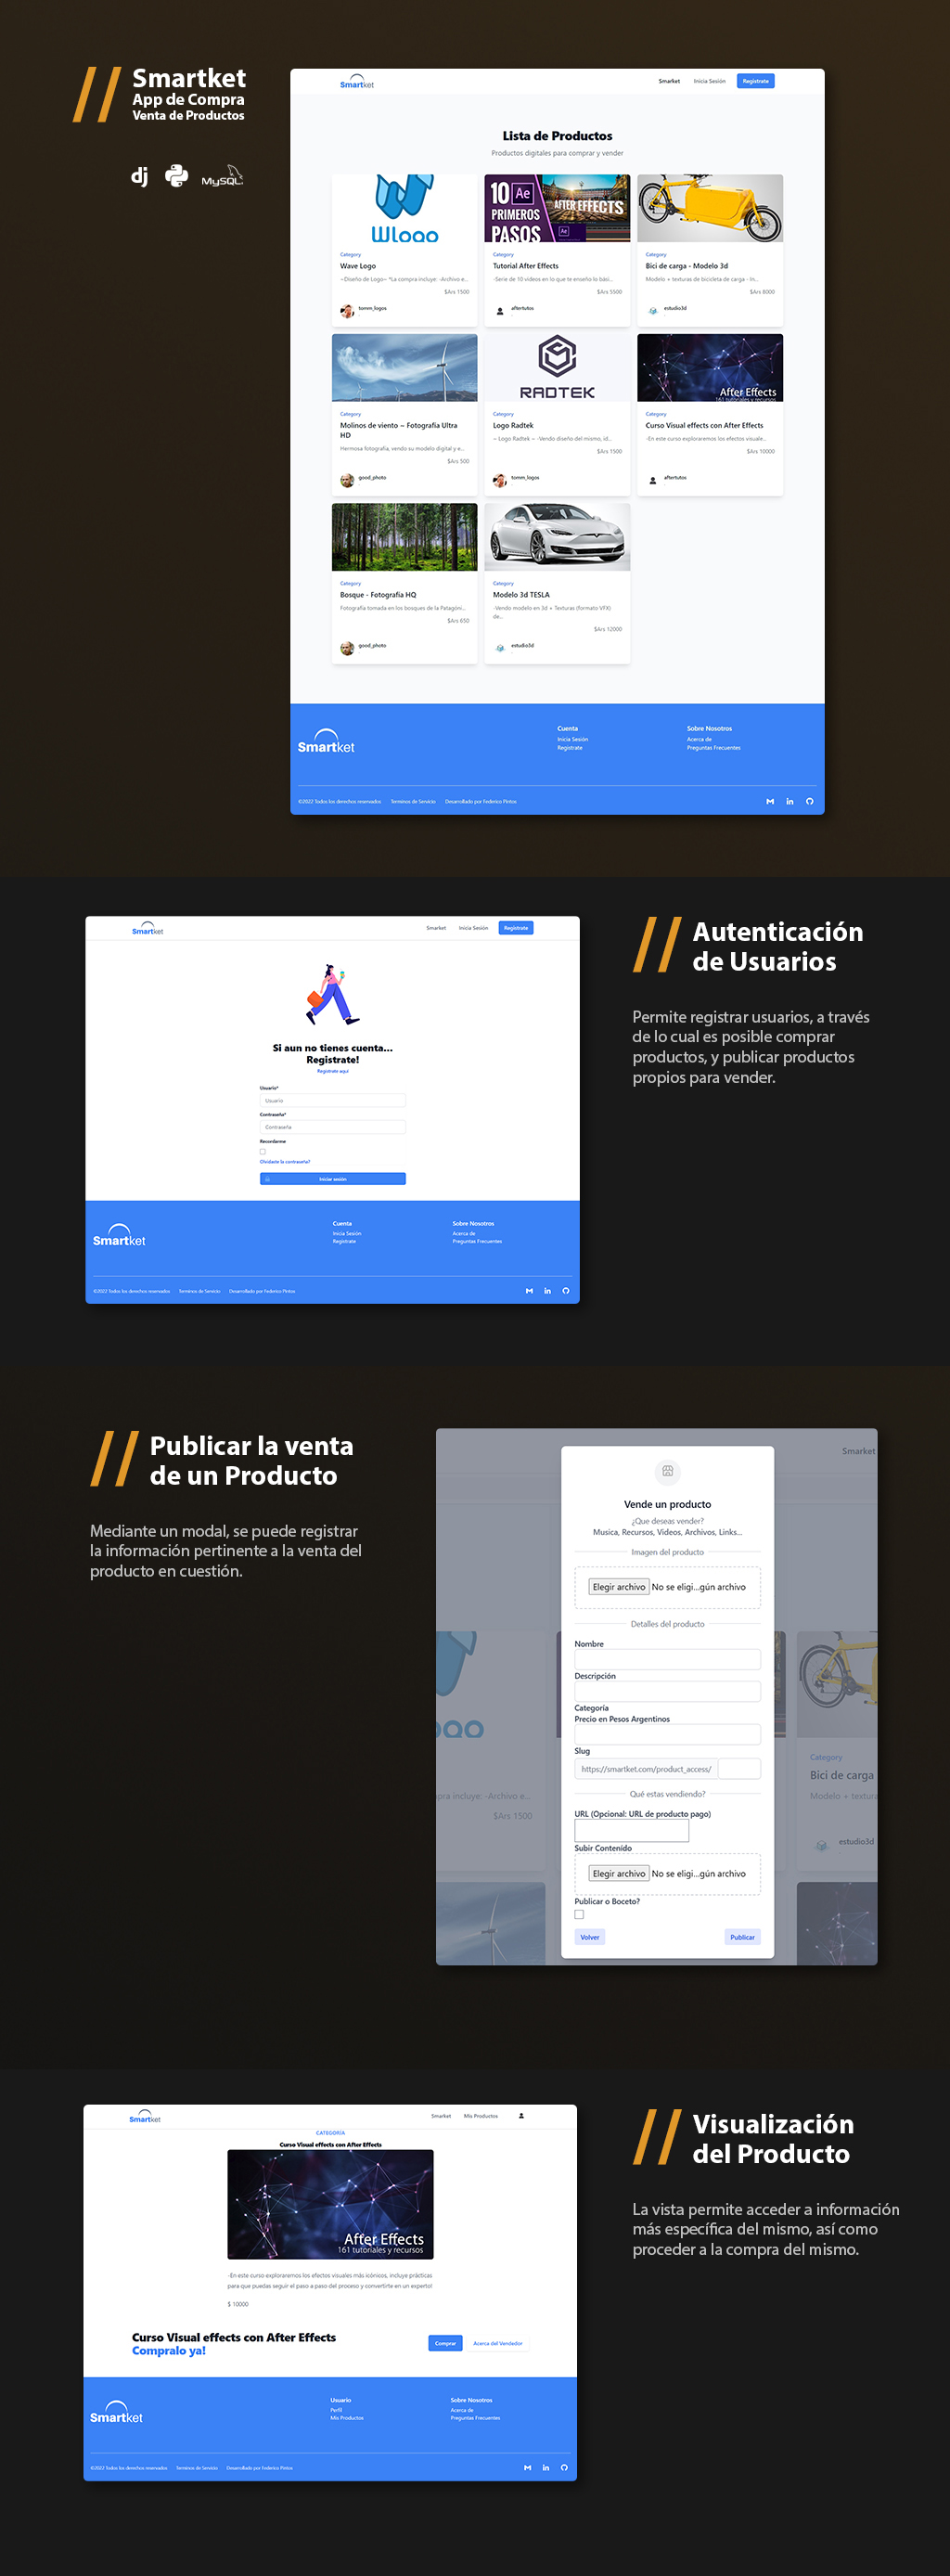 Smartket
App de Compra
Venta de Productos
dj
MySQL
Smartket
Smarket
Inicia Sesión
Registrate
Lista de Productos
Productos digitales para comprar y vender
Wlogo
Category
Wave Logo
~Diseño de Logo~ *La compra incluye: -Archivo e...
$Ars 1500
tomm_logos
10 Ae AFTER EFFECTS
PRIMEROS
PASOS Ae
Category
Tutorial After Effects
-Serie de 10 videos en lo que te enseño lo bási...
$Ars 5500
aftertutos
Category
Bici de carga - Modelo 3d
Modelo + texturas de bicicleta de carga - In...
$Ars 8000
estudio3d
Category
Molinos de viento ~ Fotografia Ultra
HD
Hermosa fotografía, vendo su modelo digital y e...
$Ars 500
good_photo
RADTEK
Category
Logo Radtek
~ Logo Radtek ~ -Vendo diseño del mismo, id...
$Ars 1500
tomm_logos
After Effects
161 tutoriales y recursos
Category
Curso Visual effects con After Effects
-En este curso exploraremos los efectos visuale...
$Ars 10000
aftertutos
Category
Bosque - Fotografia HQ
Fotografía tomada en los bosques de la Patagóni...
$Ars 650
good_photo
Category
Modelo 3d TESLA
-Vendo modelo en 3d + Texturas (formato VFX)
de...
$Ars 12000
estudio3d
Smartket
Cuenta
Inicia Sesión
Registrate
Sobre Nosotros
Acerca de
Preguntas Frecuentes
©2022 Todos los derechos reservados
Terminos de Servicio
Desarrollado por Federico Pintos
Smartket
Smarket
Inicia Sesión
Registrate
Si aun no tienes cuenta...
Registrate!
Registrate aquí
Usuario*
Usuario
Contraseña*
Contraseña
Recordarme
Olvidaste la contraseña?
Iniciar sesión
Smartket
Cuenta
Inicia Sesión
Registrate
Sobre Nosotros
Acerca de
Preguntas Frecuentes
©2022 Todos los derechos reservados
Terminos de Servicio
Desarrollado por Federico Pintos
Autenticación
de Usuarios
Permite registrar usuarios, a través
de lo cual es posible comprar
productos, y publicar productos
propios para vender.
Publicar la venta
de un Producto
Mediante un modal, se puede registrar
la información pertinente a la venta del
producto en cuestión.
Smarket
Vende un producto
¿Que deseas vender?
Musica, Recursos, Videos, Archivos, Links...
Imagen del producto
Elegir archivo No se eligi...gún archivo
Detalles del producto
Nombre
Descripción
Categoría
Precio en Pesos Argentinos
Slug
https://smartket.com/product_access/
Qué estas vendiendo?
URL (Opcional: URL de producto pago)
Subir Contenido
Elegir archivo No se eligi...gún archivo
Publicar o Boceto?
Volver
Publicar
ogo
pra incluye: -Archivo e...
$Ars 1500
Category
Bici de carga
Modelo + textura
estudio3d
Smartket
Smarket
Mis Productos
CATEGORÍA
Curso Visual effects con After Effects
After Effects
161 tutoriales y recursos
-En este curso exploraremos los efectos visuales más icónicos, incluye prácticas
para que puedas seguir el paso a paso del proceso y convertirte en un experto!
$ 10000
Curso Visual effects con After Effects
Compralo ya!
Comprar
Acerca del Vendedor
Smartket
Usuario
Perfil
Mis Productos
Sobre Nosotros
Acerca de
Preguntas Frecuentes
©2022 Todos los derechos reservados
Terminos de Servicio
Desarrollado por Federico Pintos
Visualización
del Producto
La vista permite acceder a información
más específica del mismo, así como
proceder a la compra del mismo.